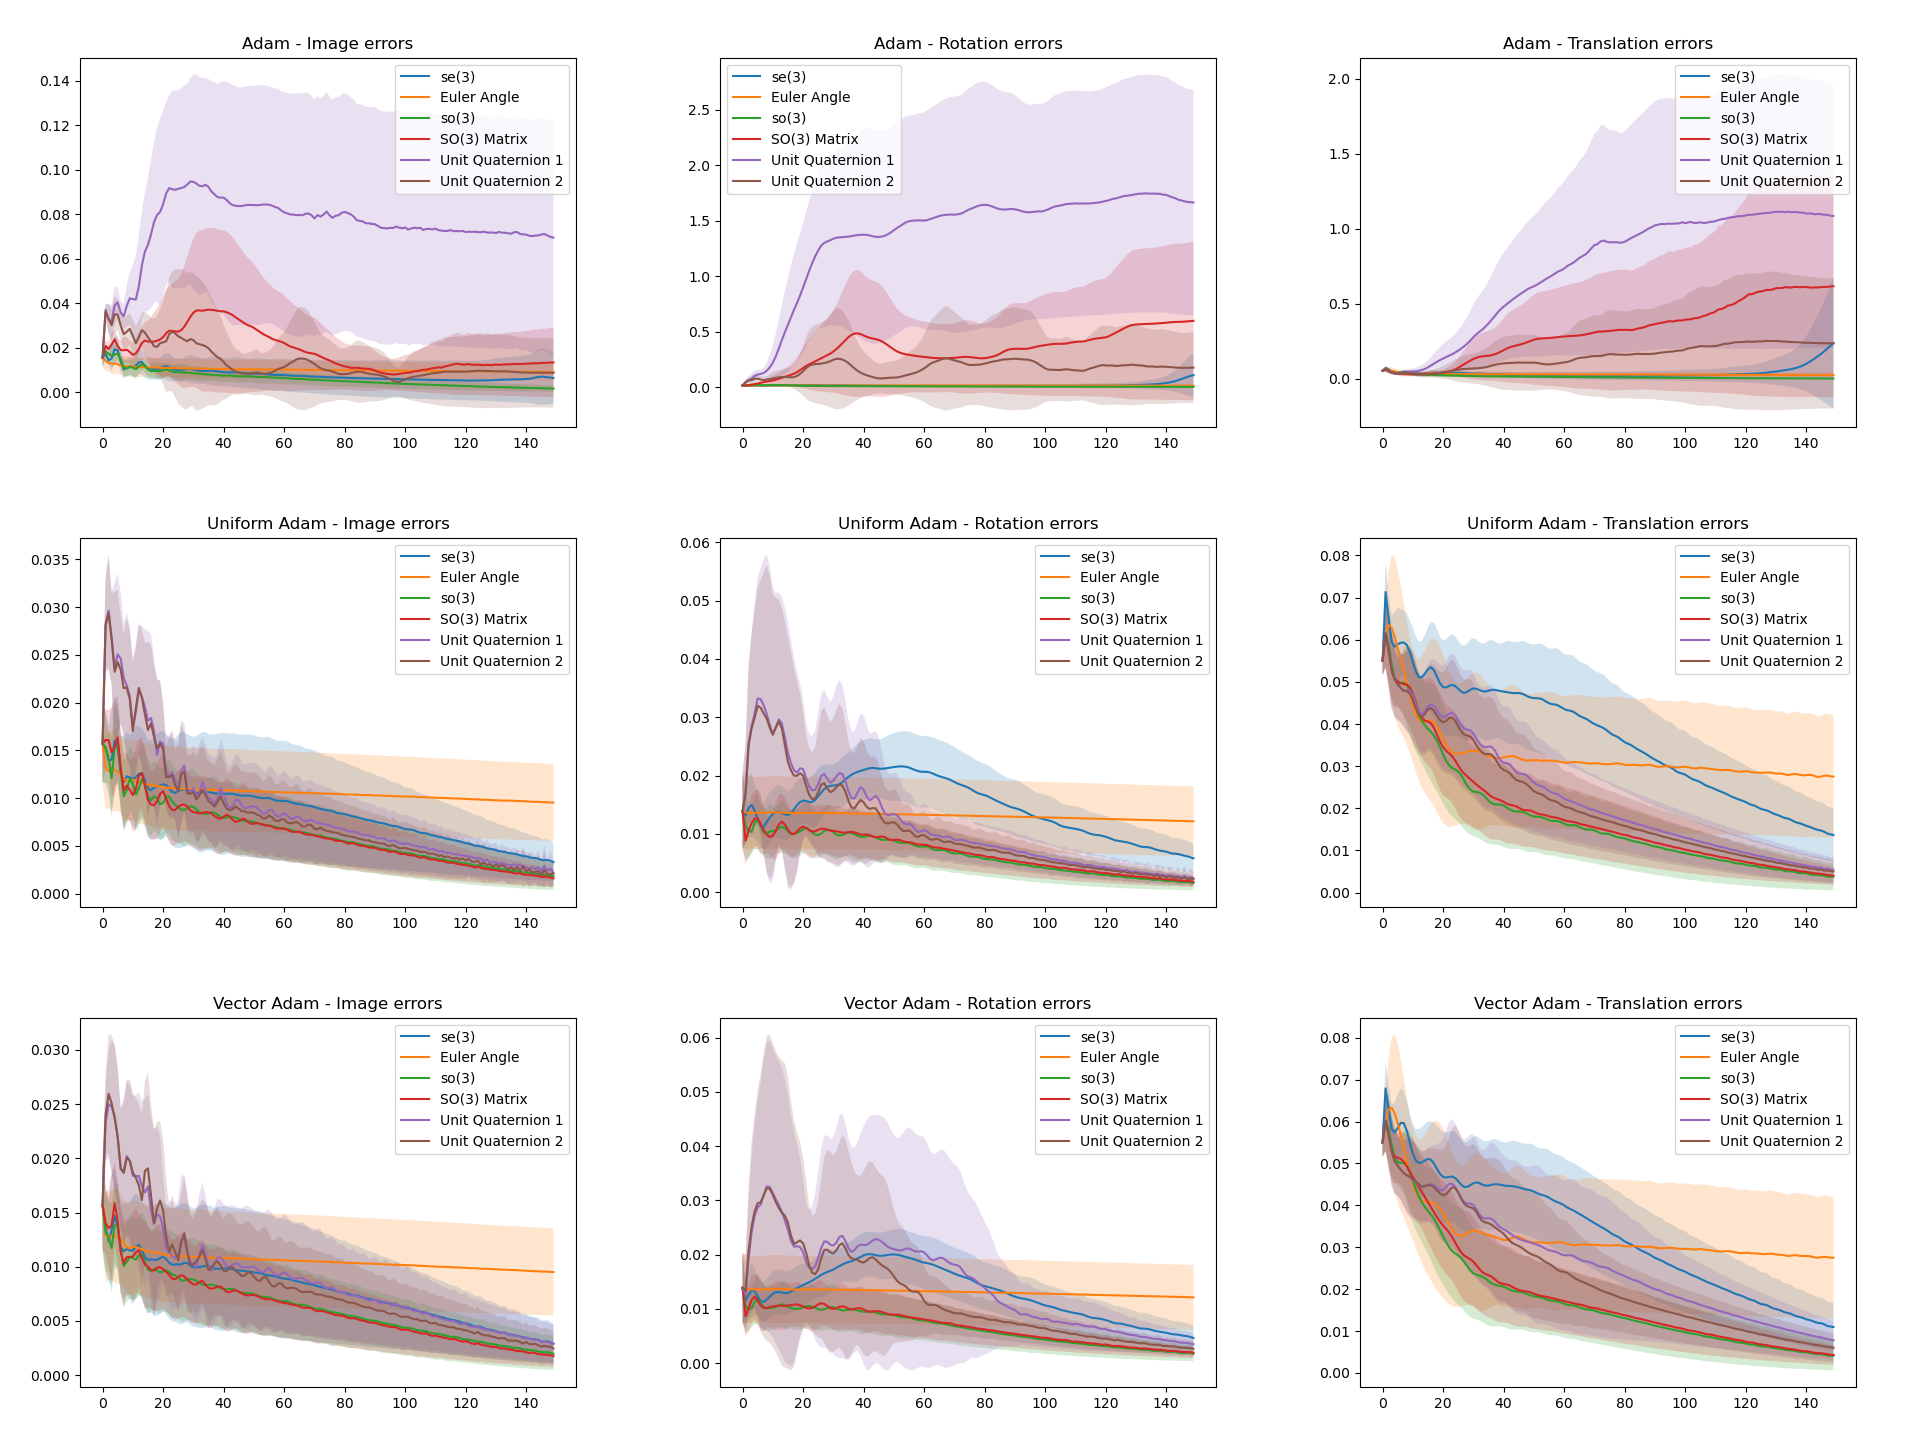 Adam - Image errors
0.14
0.12
0.10
0.08
0.06
0.04
0.02
0.00
0 20 40 60 80 100 120 140
se(3)
Euler Angle
so(3)
SO(3) Matrix
Unit Quaternion 1
Unit Quaternion 2
Adam - Rotation errors
2.5
2.0
1.5
1.0
0.5
0.0
0 20 40 60 80 100 120 140
se(3)
Euler Angle
so(3)
SO(3) Matrix
Unit Quaternion 1
Unit Quaternion 2
Adam - Translation errors
2.0
1.5
1.0
0.5
0.0
0 20 40 60 80 100 120 140
se(3)
Euler Angle
so(3)
SO(3) Matrix
Unit Quaternion 1
Unit Quaternion 2
Uniform Adam - Image errors
0.035
0.030
0.025
0.020
0.015
0.010
0.005
0.000
0 20 40 60 80 100 120 140
se(3)
Euler Angle
so(3)
SO(3) Matrix
Unit Quaternion 1
Unit Quaternion 2
Uniform Adam - Rotation errors
0.06
0.05
0.04
0.03
0.02
0.01
0.00
0 20 40 60 80 100 120 140
se(3)
Euler Angle
so(3)
SO(3) Matrix
Unit Quaternion 1
Unit Quaternion 2
Uniform Adam - Translation errors
0.08
0.07
0.06
0.05
0.04
0.03
0.02
0.01
0.00
0 20 40 60 80 100 120 140
se(3)
Euler Angle
so(3)
SO(3) Matrix
Unit Quaternion 1
Unit Quaternion 2
Vector Adam - Image errors
0.030
0.025
0.020
0.015
0.010
0.005
0.000
0 20 40 60 80 100 120 140
se(3)
Euler Angle
so(3)
SO(3) Matrix
Unit Quaternion 1
Unit Quaternion 2
Vector Adam - Rotation errors
0.06
0.05
0.04
0.03
0.02
0.01
0.00
0 20 40 60 80 100 120 140
se(3)
Euler Angle
so(3)
SO(3) Matrix
Unit Quaternion 1
Unit Quaternion 2
Vector Adam - Translation errors
0.08
0.07
0.06
0.05
0.04
0.03
0.02
0.01
0.00
0 20 40 60 80 100 120 140
se(3)
Euler Angle
so(3)
SO(3) Matrix
Unit Quaternion 1
Unit Quaternion 2